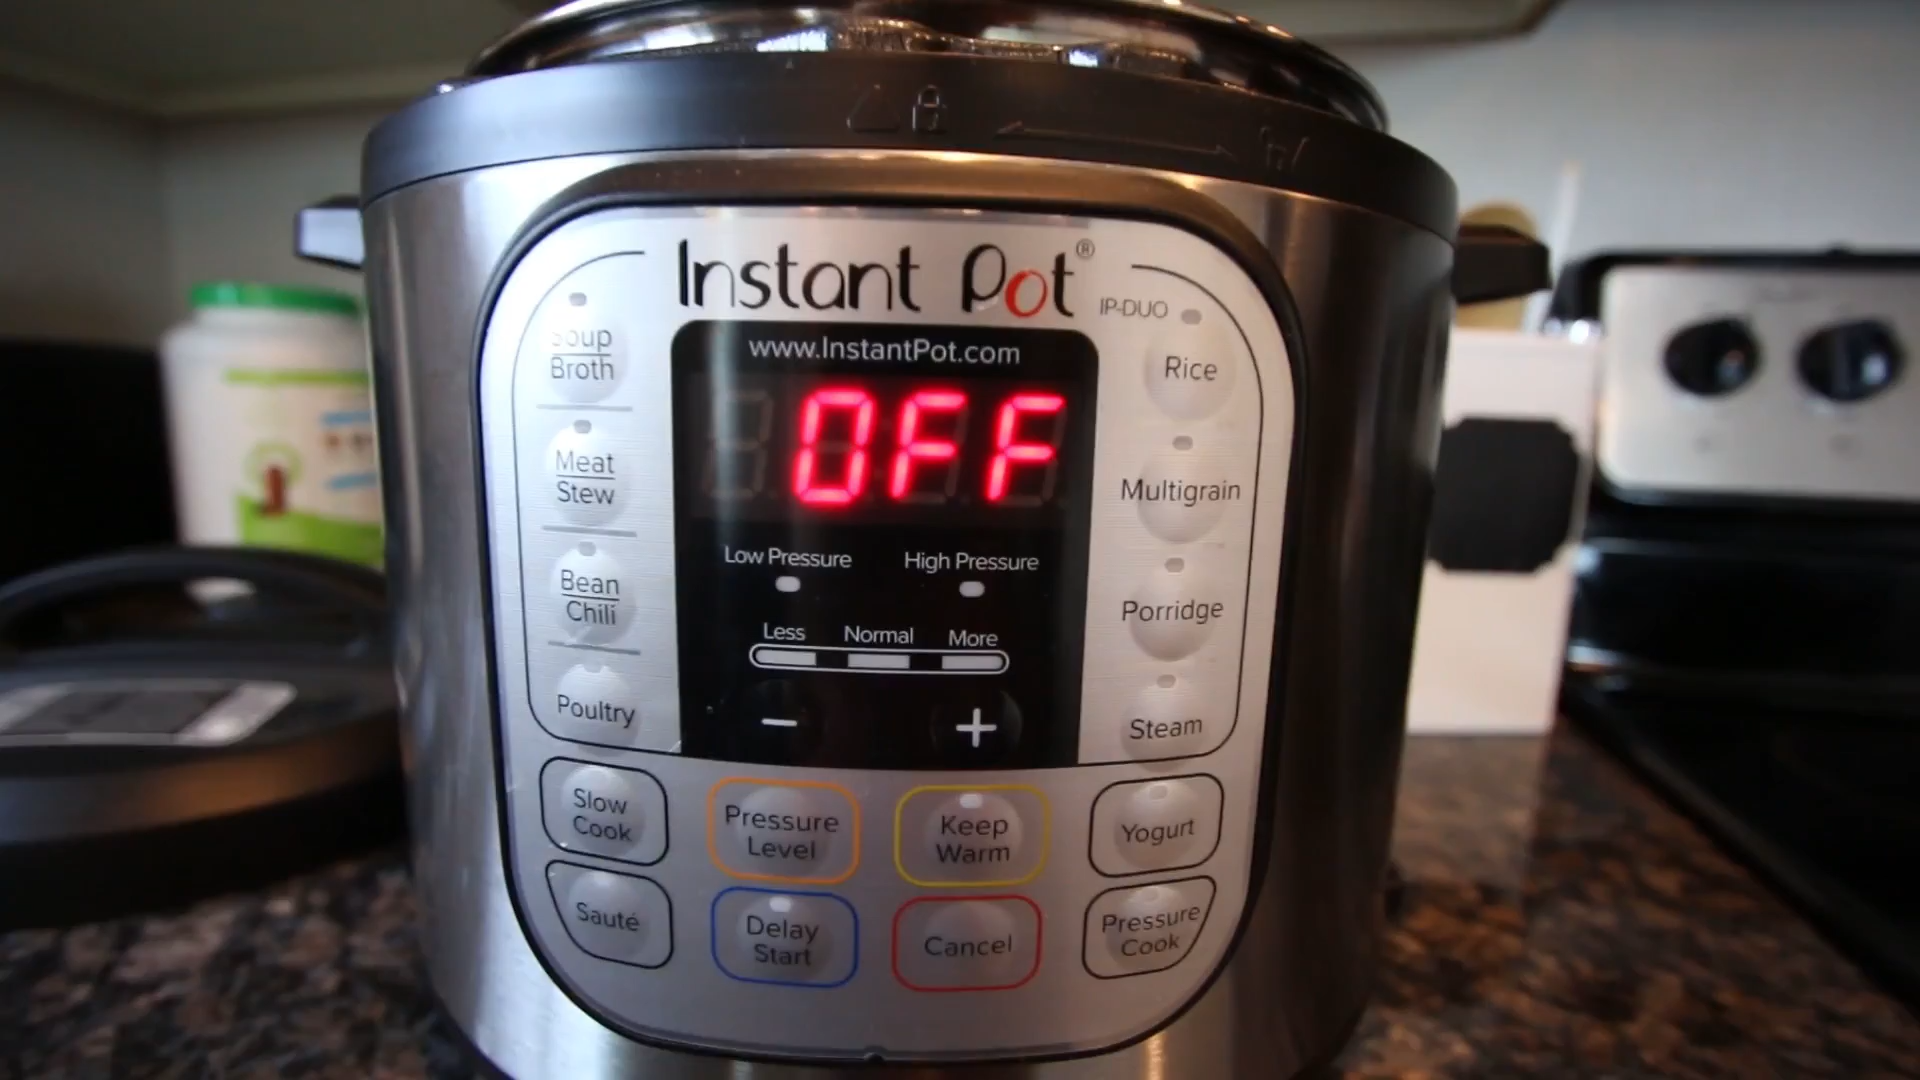 Instant Pot®
IP-DUO
www.InstantPot.com
OFF
Low Pressure
High Pressure
Less
Normal
More
−
+
Soup
Broth
Meat
Stew
Bean
Chili
Poultry
Rice
Multigrain
Porridge
Steam
Slow
Cook
Sauté
Pressure
Level
Keep
Warm
Delay
Start
Cancel
Yogurt
Pressure
Cook